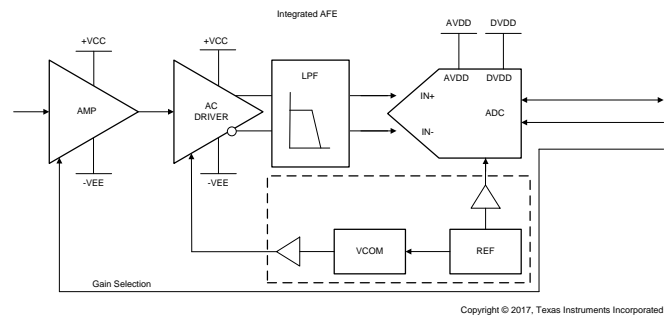 Integrated AFE
AVDD DVDD
+VCC +VCC
LPF
AVDD DVDD
IN+
AMP
AC
DRIVER
ADC
IN-
-VEE -VEE
VCOM
REF
Gain Selection
Copyright © 2017, Texas Instruments Incorporated